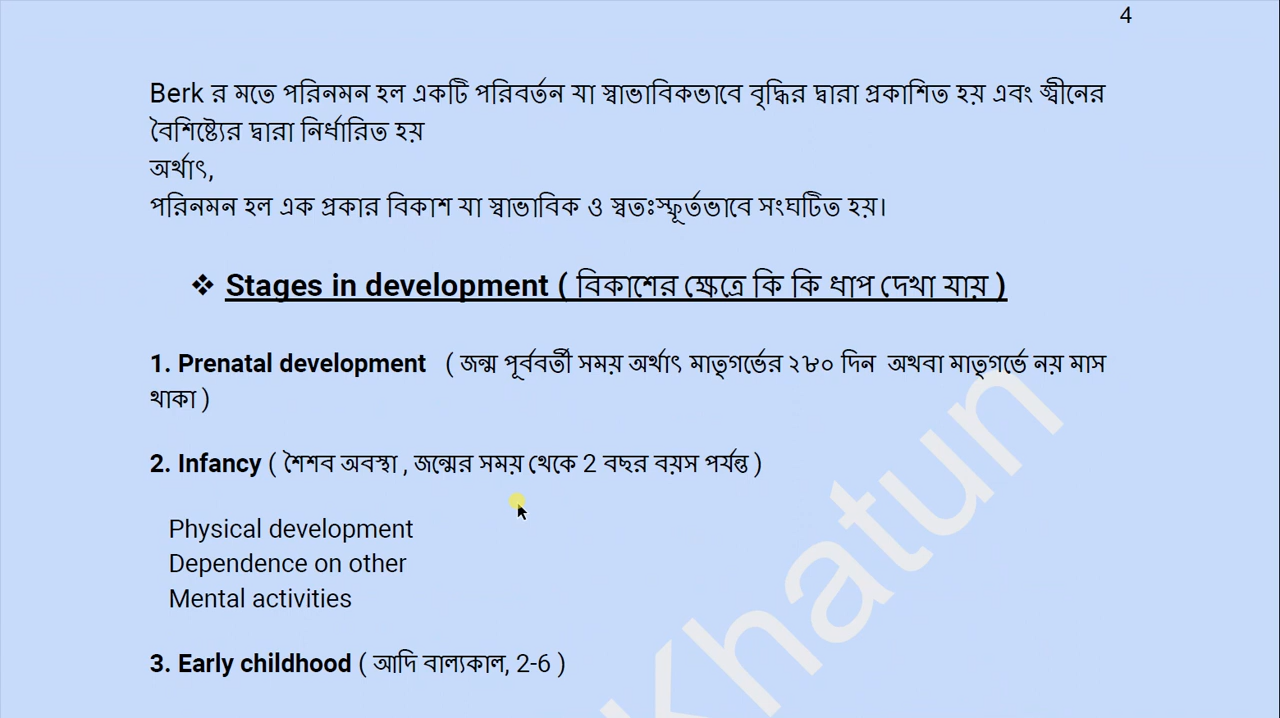 4
Berk র মতে পরিনমন হল একটি পরিবর্তন যা স্বাভাবিকভাবে বৃদ্ধির দ্বারা প্রকাশিত হয় এবং জ্বীনের
বৈশিষ্ট্যের দ্বারা নির্ধারিত হয়
অর্থাৎ,
পরিনমন হল এক প্রকার বিকাশ যা স্বাভাবিক ও স্বতঃস্ফূর্তভাবে সংঘটিত হয়।
❖ Stages in development ( বিকাশের ক্ষেত্রে কি কি ধাপ দেখা যায় )
1. Prenatal development ( জন্ম পূর্ববর্তী সময় অর্থাৎ মাতৃগর্ভের ২৮০ দিন অথবা মাতৃগর্ভে নয় মাস
থাকা )
2. Infancy ( শৈশব অবস্থা , জন্মের সময় থেকে 2 বছর বয়স পর্যন্ত )
Physical development
Dependence on other
Mental activities
3. Early childhood ( আদি বাল্যকাল, 2-6 )
Khatun